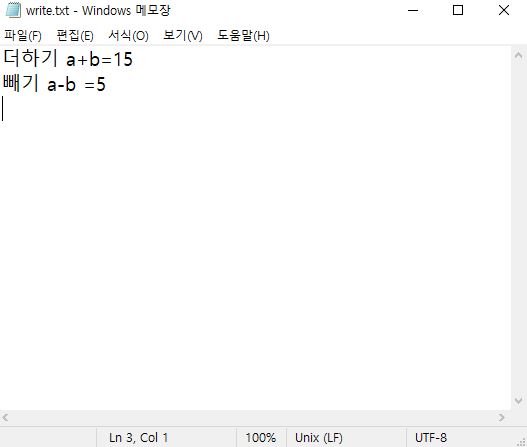 write.txt - Windows 메모장
파일(F) 편집(E) 서식(O) 보기(V) 도움말(H)
더하기 a+b=15
빼기 a-b =5
Ln 3, Col 1 100% Unix (LF) UTF-8